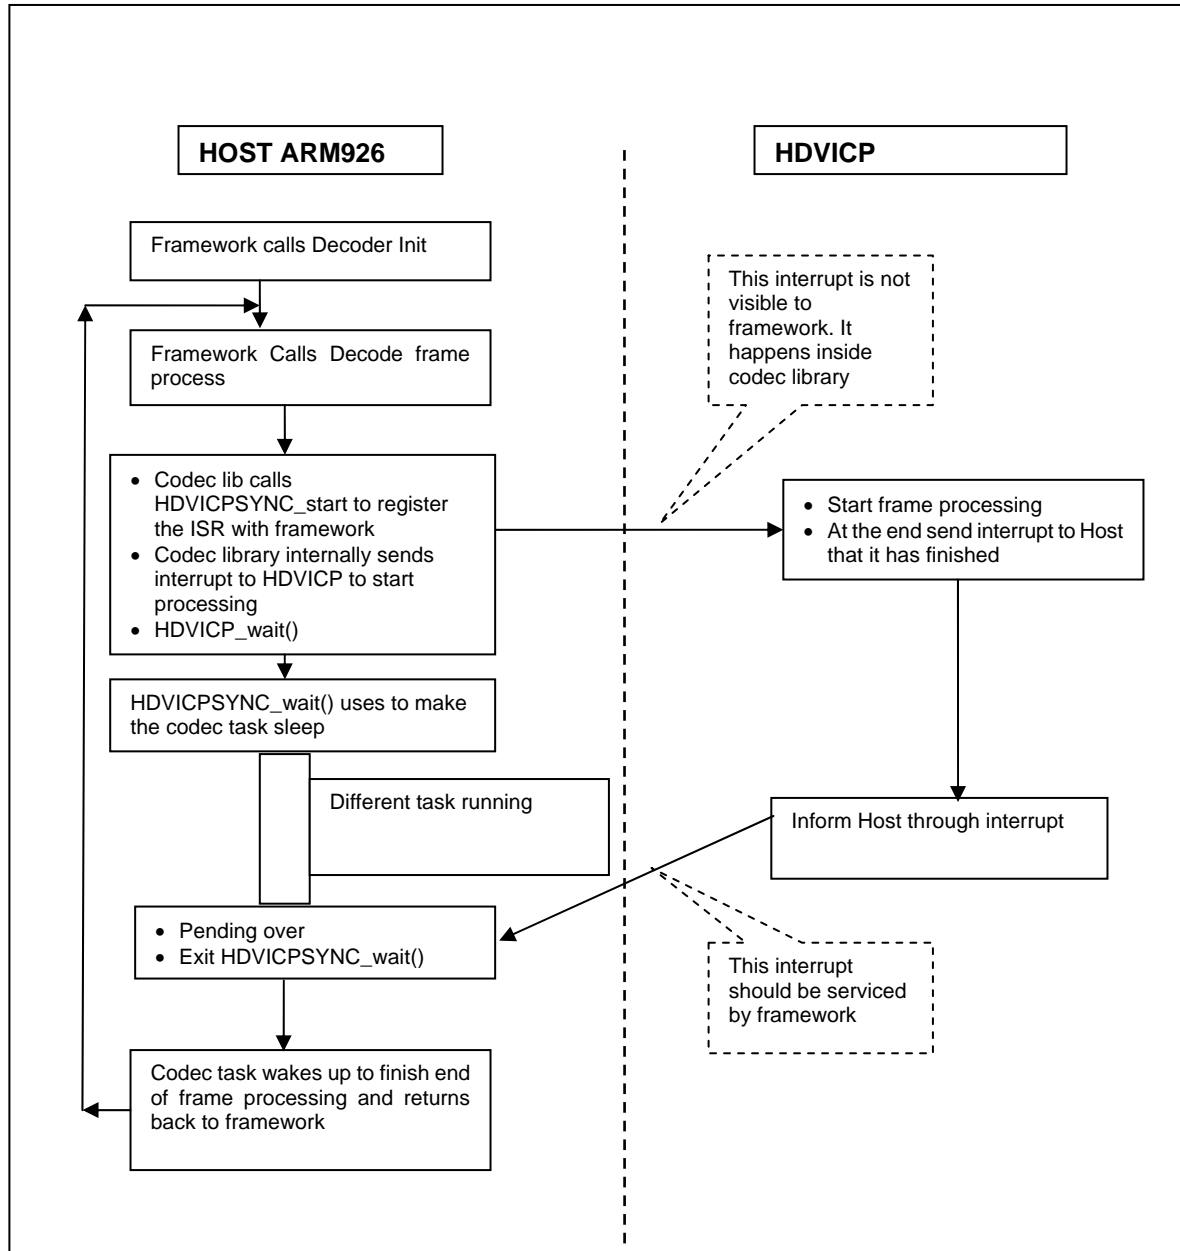 HOST ARM926
HDVICP
Framework calls Decoder Init
This interrupt is not
visible to
framework. It
happens inside
codec library
Framework Calls Decode frame
process
• Codec lib calls
HDVICPSYNC_start to register
the ISR with framework
• Codec library internally sends
interrupt to HDVICP to start
processing
• HDVICP_wait()
• Start frame processing
• At the end send interrupt to Host
that it has finished
HDVICPSYNC_wait() uses to make
the codec task sleep
Different task running
Inform Host through interrupt
• Pending over
• Exit HDVICPSYNC_wait()
This interrupt
should be serviced
by framework
Codec task wakes up to finish end
of frame processing and returns
back to framework